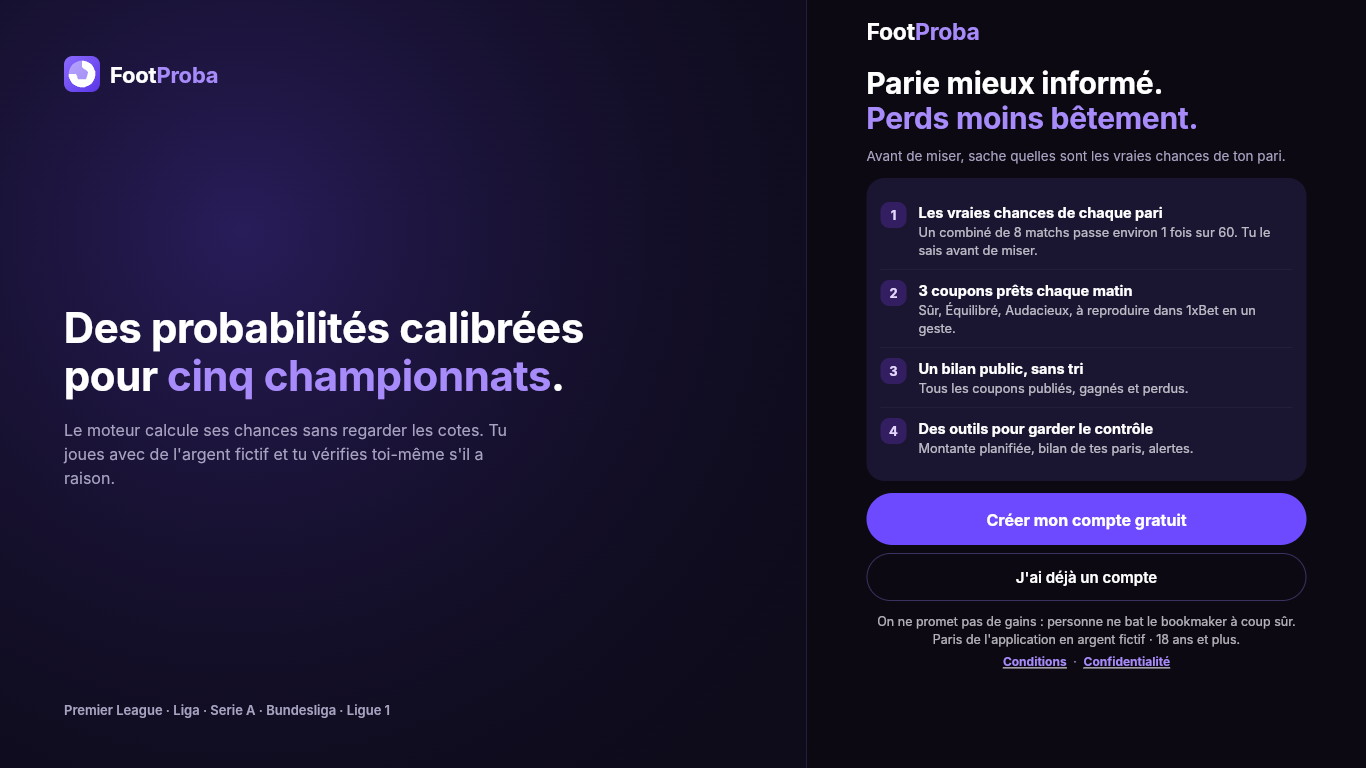 FootProba
Des probabilités calibrées
pour cinq championnats.
Le moteur calcule ses chances sans regarder les cotes. Tu
joues avec de l'argent fictif et tu vérifies toi-même s'il a
raison.
Premier League · Liga · Serie A · Bundesliga · Ligue 1
FootProba
Parie mieux informé.
Perds moins bêtement.
Avant de miser, sache quelles sont les vraies chances de ton pari.
1
Les vraies chances de chaque pari
Un combiné de 8 matchs passe environ 1 fois sur 60. Tu le
sais avant de miser.
2
3 coupons prêts chaque matin
Sûr, Équilibré, Audacieux, à reproduire dans 1xBet en un
geste.
3
Un bilan public, sans tri
Tous les coupons publiés, gagnés et perdus.
4
Des outils pour garder le contrôle
Montante planifiée, bilan de tes paris, alertes.
Créer mon compte gratuit
J'ai déjà un compte
On ne promet pas de gains : personne ne bat le bookmaker à coup sûr.
Paris de l'application en argent fictif · 18 ans et plus.
Conditions · Confidentialité